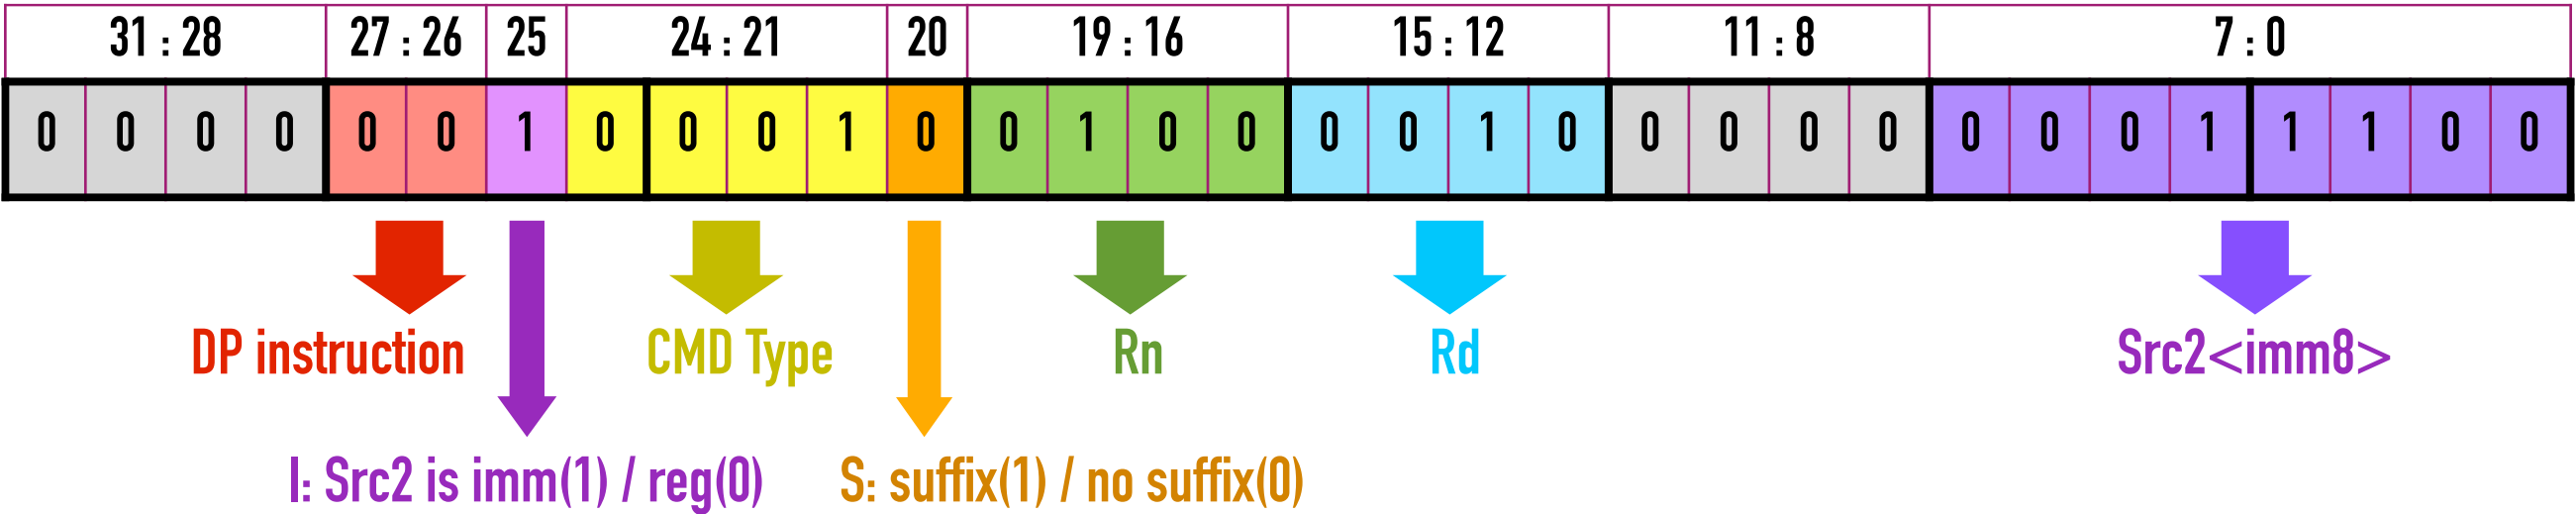 31 : 28 27 : 26 25 24 : 21 20 19 : 16 15 : 12 11 : 8 7 : 0
0 0 0 0 0 0 1 0 0 0 1 0 0 1 0 0 0 0 1 0 0 0 0 0 0 0 0 1 1 1 0 0
DP instruction CMD Type Rn Rd Src2<imm8>
I: Src2 is imm(1) / reg(0) S: suffix(1) / no suffix(0)